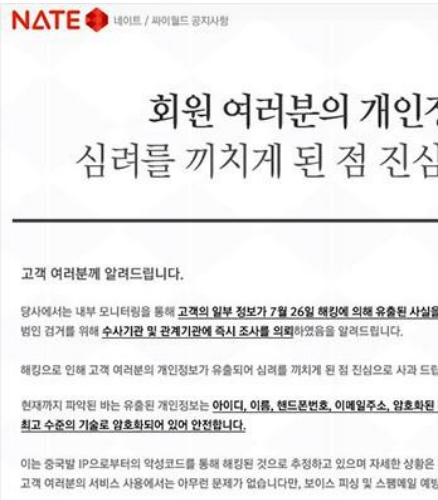 NATE 네이트 / 싸이월드 공지사항
회원 여러분의 개인정
심려를 끼치게 된 점 진심
고객 여러분께 알려드립니다.
당사에서는 내부 모니터링을 통해 고객의 일부 정보가 7월 26일 해킹에 의해 유출된 사실을
범인 검거를 위해 수사기관 및 관계기관에 즉시 조사를 의뢰하였음을 알려드립니다.
해킹으로 인해 고객 여러분의 개인정보가 유출되어 심려를 끼치게 된 점 진심으로 사과 드립
현재까지 파악된 바는 유출된 개인정보는 아이디, 이름, 핸드폰번호, 이메일주소, 암호화된
최고 수준의 기술로 암호화되어 있어 안전합니다.
이는 중국발 IP으로부터의 악성코드를 통해 해킹된 것으로 추정하고 있으며 자세한 상황은
고객 여러분의 서비스 사용에서는 아무런 문제가 없습니다만, 보이스 피싱 및 스팸메일 예방